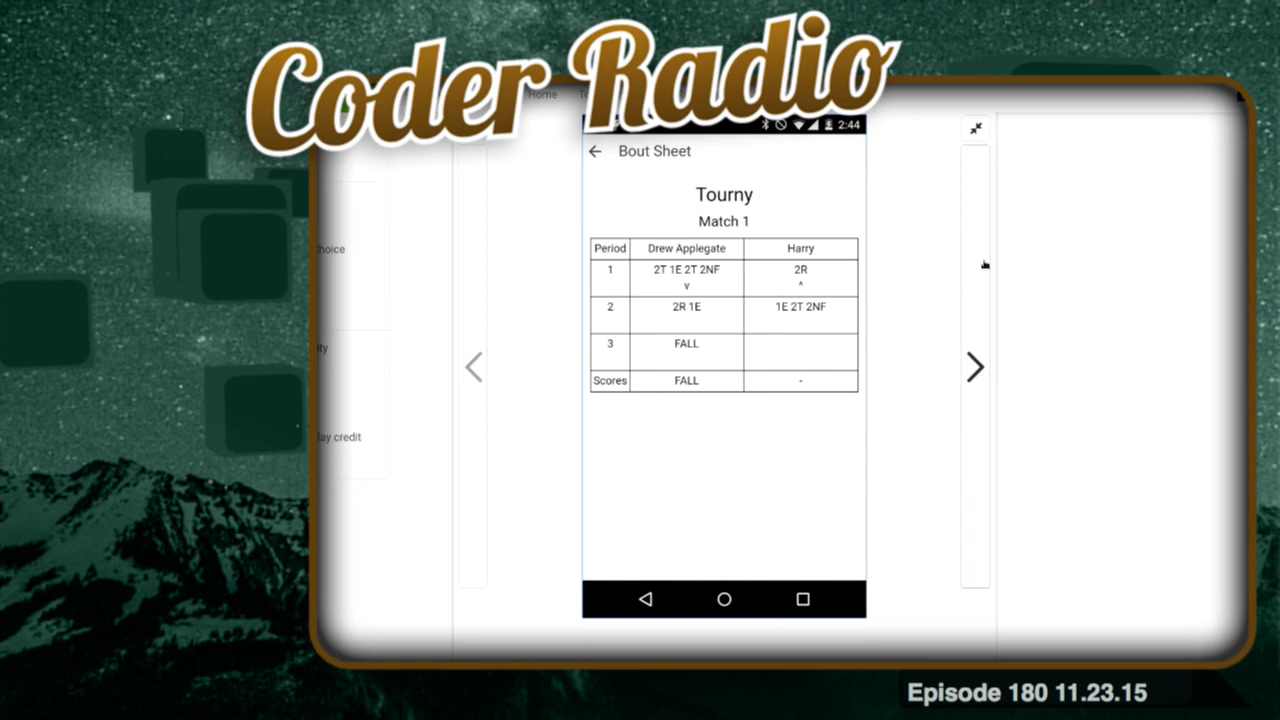 Coder Radio
Home
2:44
Bout Sheet
Tourny
Match 1
Period Drew Applegate Harry
1 2T 1E 2T 2NF 2R
v ^
2 2R 1E 1E 2T 2NF
3 FALL
Scores FALL -
hoice
lty
lay credit
Episode 180 11.23.15